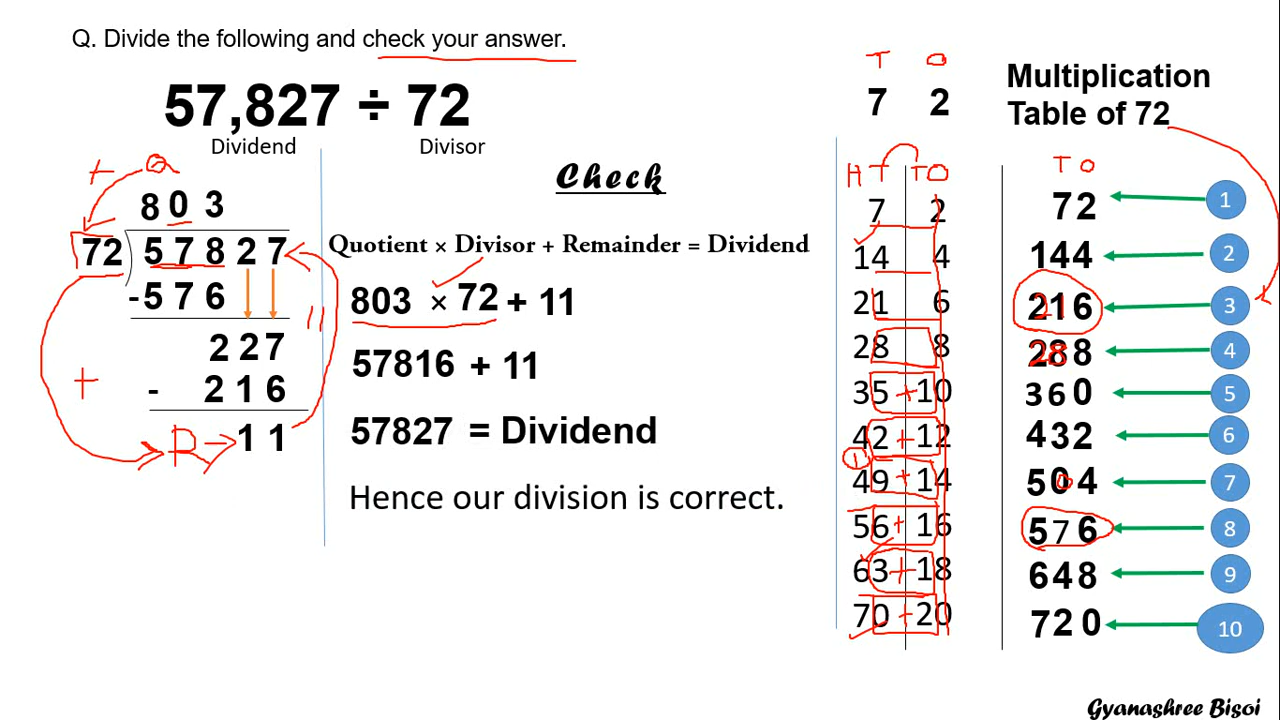 Q. Divide the following and check your answer.
57,827 ÷ 72
Dividend Divisor
+ Q
803
72 57827
-576
227
+ - 216
R → 11
11
Check
Quotient × Divisor + Remainder = Dividend
803 × 72 + 11
57816 + 11
57827 = Dividend
Hence our division is correct.
T O
7 2
H T T O
7 2
14 4
21 6
28 8
35 + 10
42 + 12
1
49 + 14
56 + 16
63 + 18
70 + 20
Multiplication
Table of 72
T O
72 1
144 2
216 3
288 4
360 5
432 6
504 7
576 8
648 9
720 10
Gyanashree Bisoi